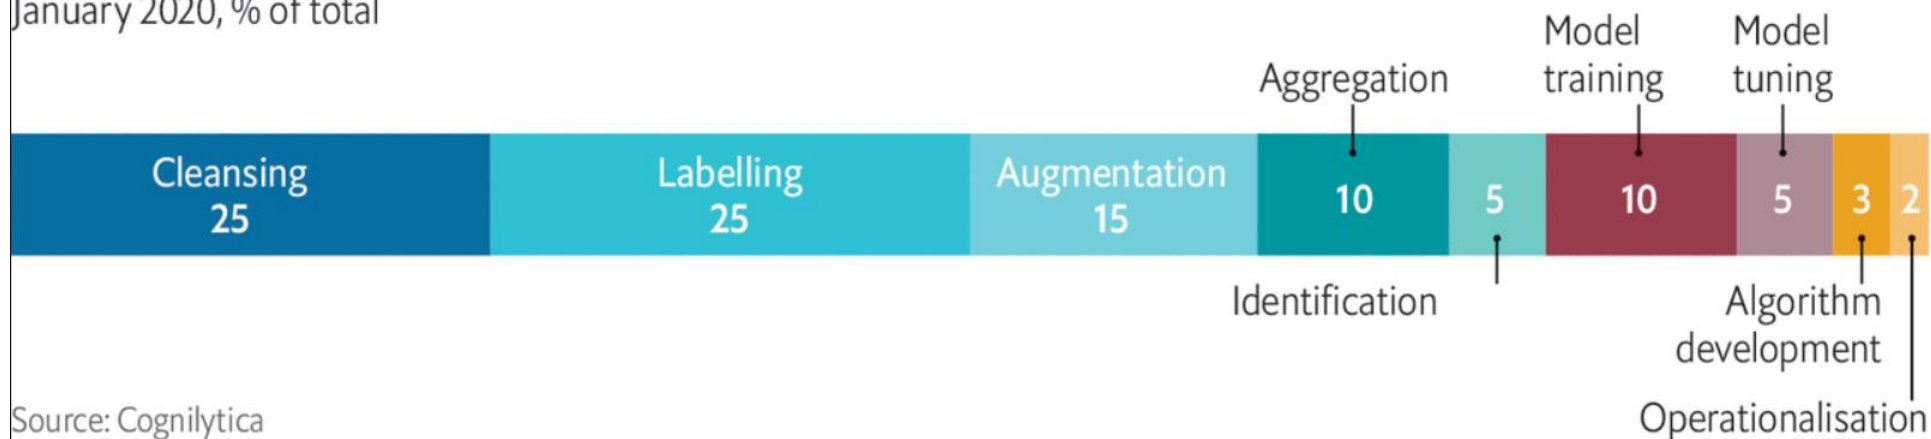 January 2020, % of total
Model
training
Model
tuning
Aggregation
Cleansing
25
Labelling
25
Augmentation
15
10
5
10
5
3
2
Identification
Algorithm
development
Operationalisation
Source: Cognilytica